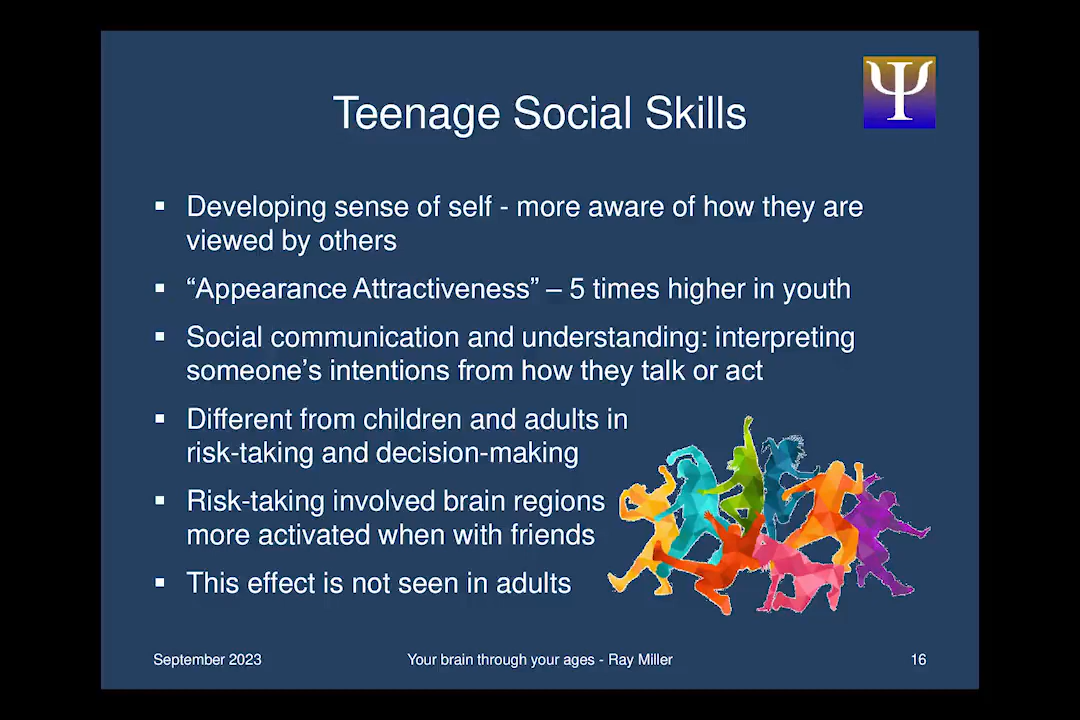 Teenage Social Skills
Ψ
▪ Developing sense of self - more aware of how they are
viewed by others
▪ “Appearance Attractiveness” – 5 times higher in youth
▪ Social communication and understanding: interpreting
someone’s intentions from how they talk or act
▪ Different from children and adults in
risk-taking and decision-making
▪ Risk-taking involved brain regions
more activated when with friends
▪ This effect is not seen in adults
September 2023
Your brain through your ages - Ray Miller
16